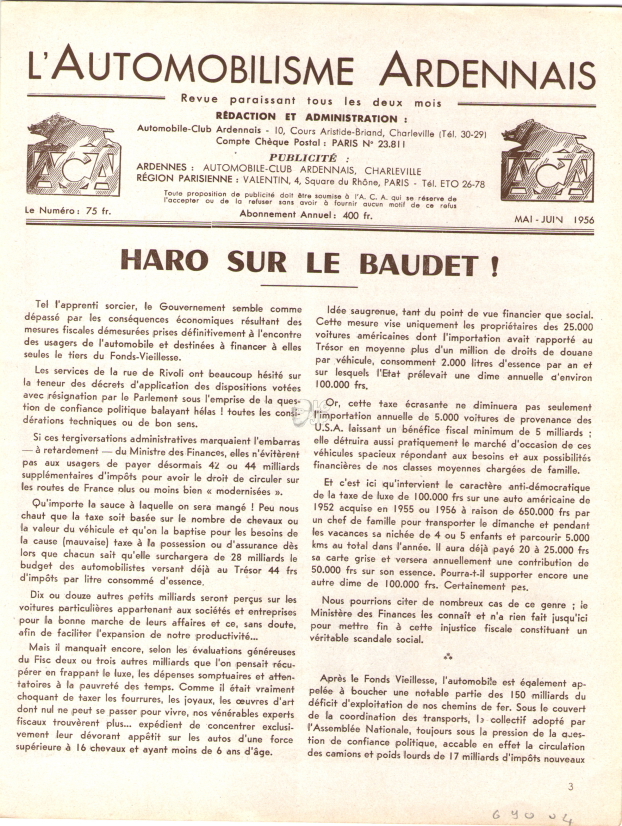 L'AUTOMOBILISME ARDENNAIS
Revue paraissant tous les deux mois
RÉDACTION ET ADMINISTRATION :
Automobile-Club Ardennais - 10, Cours Aristide-Briand, Charleville (Tél. 30-29)
Compte Chèque Postal : PARIS N° 23.811
PUBLICITÉ :
ARDENNES : AUTOMOBILE-CLUB ARDENNAIS, CHARLEVILLE
RÉGION PARISIENNE : VALENTIN, 4, Square du Rhône, PARIS - Tél. ETO 26-78
Toute proposition de publicité doit être soumise à l'A. C. A. qui se réserve de
l'accepter ou de la refuser sans avoir à fournir aucun motif de ce refus
Abonnement Annuel : 400 fr.
ACA
Le Numéro : 75 fr.
ACA
MAI - JUIN 1956
HARO SUR LE BAUDET !
Tel l'apprenti sorcier, le Gouvernement semble comme
dépassé par les conséquences économiques résultant des
mesures fiscales démesurées prises définitivement à l'encontre
des usagers de l'automobile et destinées à financer à elles
seules le tiers du Fonds-Vieillesse.
Les services de la rue de Rivoli ont beaucoup hésité sur
la teneur des décrets d'application des dispositions votées
avec résignation par le Parlement sous l'emprise de la ques-
tion de confiance politique balayant hélas ! toutes les consi-
dérations techniques ou de bon sens.
Si ces tergiversations administratives marquaient l'embarras
— à retardement — du Ministre des Finances, elles n'évitèrent
pas aux usagers de payer désormais 42 ou 44 milliards
supplémentaires d'impôts pour avoir le droit de circuler sur
les routes de France plus ou moins bien « modernisées ».
Qu'importe la sauce à laquelle on sera mangé ! Peu nous
chaut que la taxe soit basée sur le nombre de chevaux ou
la valeur du véhicule et qu'on la baptise pour les besoins de
la cause (mauvaise) taxe à la possession ou d'assurance dès
lors que chacun sait qu'elle surchargera de 28 milliards le
budget des automobilistes versant déjà au Trésor 44 frs
d'impôts par litre consommé d'essence.
Dix ou douze autres petits milliards seront perçus sur les
voitures particulières appartenant aux sociétés et entreprises
pour la bonne marche de leurs affaires et ce, sans doute,
afin de faciliter l'expansion de notre productivité...
Mais il manquait encore, selon les évaluations généreuses
du Fisc deux ou trois autres milliards que l'on pensait récu-
pérer en frappant le luxe, les dépenses somptuaires et atten-
tatoires à la pauvreté des temps. Comme il était vraiment
choquant de taxer les fourrures, les joyaux, les œuvres d'art
dont nul ne peut se passer pour vivre, nos vénérables experts
fiscaux trouvèrent plus... expédient de concentrer exclusi-
vement leur dévorant appêtit sur les autos d'une force
supérieure à 16 chevaux et ayant moins de 6 ans d'âge.
Idée saugrenue, tant du point de vue financier que social.
Cette mesure vise uniquement les propriétaires des 25.000
voitures américaines dont l'importation avait rapporté au
Trésor en moyenne plus d'un million de droits de douane
par véhicule, consomment 2.000 litres d'essence par an et
sur lesquels l'Etat prélevait une dime annuelle d'environ
100.000 frs.
Or, cette taxe écrasante ne diminuera pas seulement
l'importation annuelle de 5.000 voitures de provenance des
U.S.A. laissant un bénéfice fiscal minimum de 5 milliards ;
elle détruira aussi pratiquement le marché d'occasion de ces
véhicules spacieux répondant aux besoins et aux possibilités
financières de nos classes moyennes chargées de famille.
Et c'est ici qu'intervient le caractère anti-démocratique
de la taxe de luxe de 100.000 frs sur une auto américaine de
1952 acquise en 1955 ou 1956 à raison de 650.000 frs par
un chef de famille pour transporter le dimanche et pendant
les vacances sa nichée de 4 ou 5 enfants et parcourir 5.000
kms au total dans l'année. Il aura déjà payé 20 à 25.000 frs
sa carte grise et versera annuellement une contribution de
50.000 frs sur son essence. Pourra-t-il supporter encore une
autre dime de 100.000 frs. Certainement pas.
Nous pourrions citer de nombreux cas de ce genre ; le
Ministère des Finances les connaît et n'a rien fait jusqu'ici
pour mettre fin à cette injustice fiscale constituant un
véritable scandale social.
Après le Fonds Vieillesse, l'automobile est également ap-
pelée à boucher une notable partie des 150 milliards du
déficit d'exploitation de nos chemins de fer. Sous le couvert
de la coordination des transports, le collectif adopté par
l'Assemblée Nationale, toujours sous la pression de la ques-
tion de confiance politique, accable en effet la circulation
des camions et poids lourds de 17 milliards d'impôts nouveaux
3